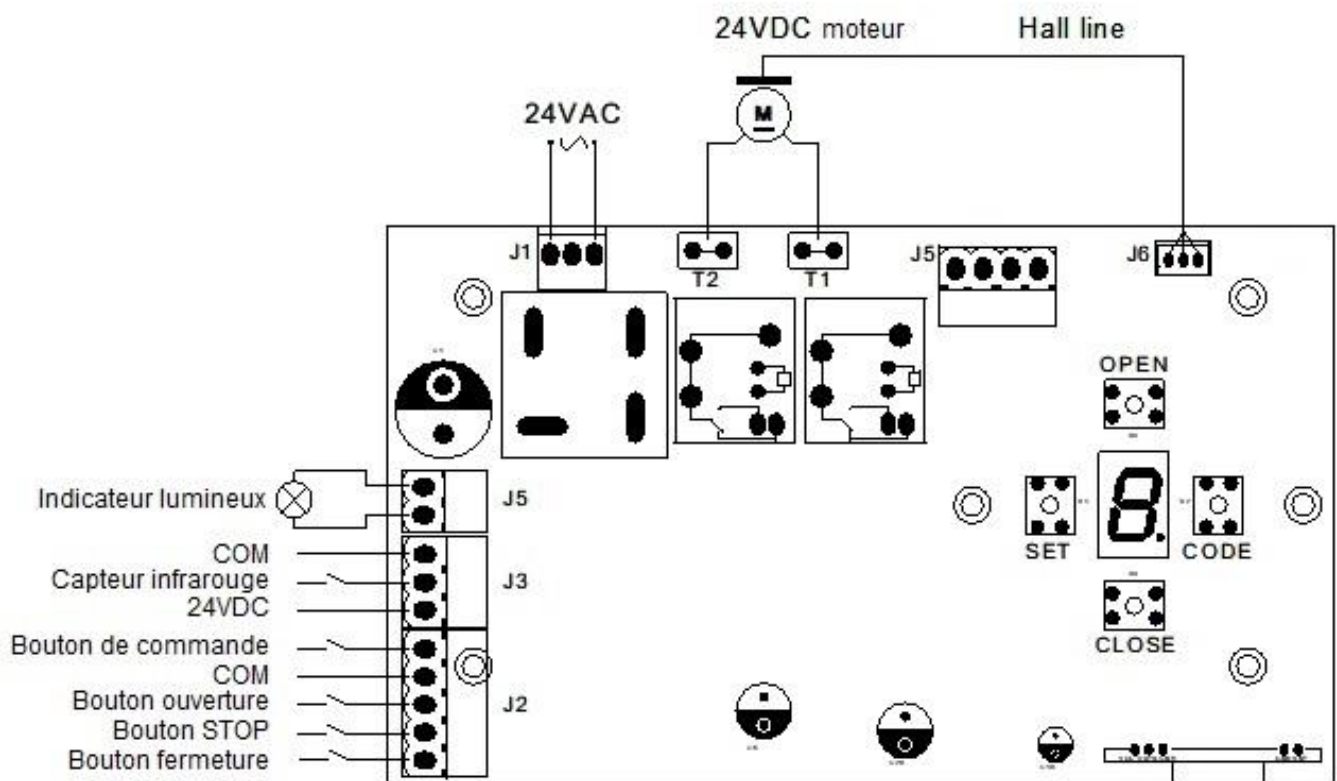 24VDC moteur
Hall line
24VAC
M
J1
T2
T1
J5
J6
OPEN
SET
CODE
CLOSE
Indicateur lumineux
J5
COM
Capteur infrarouge
24VDC
J3
Bouton de commande
COM
Bouton ouverture
Bouton STOP
Bouton fermeture
J2
8.